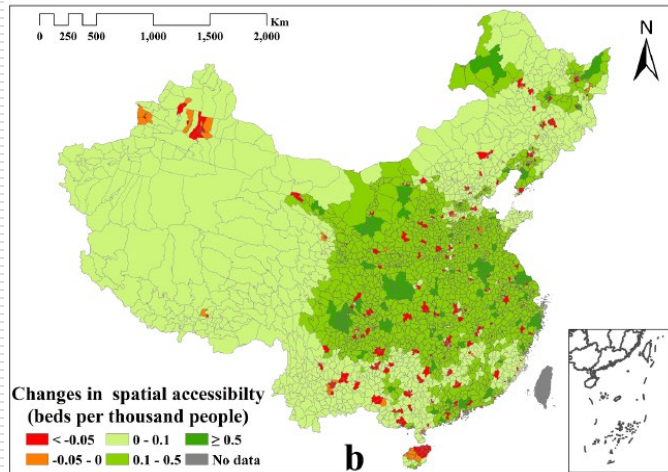 Km
0 250 500 1,000 1,500 2,000
N
Changes in spatial accessibilty
(beds per thousand people)
< -0.05 0 - 0.1 ≥ 0.5
-0.05 - 0 0.1 - 0.5 No data
b